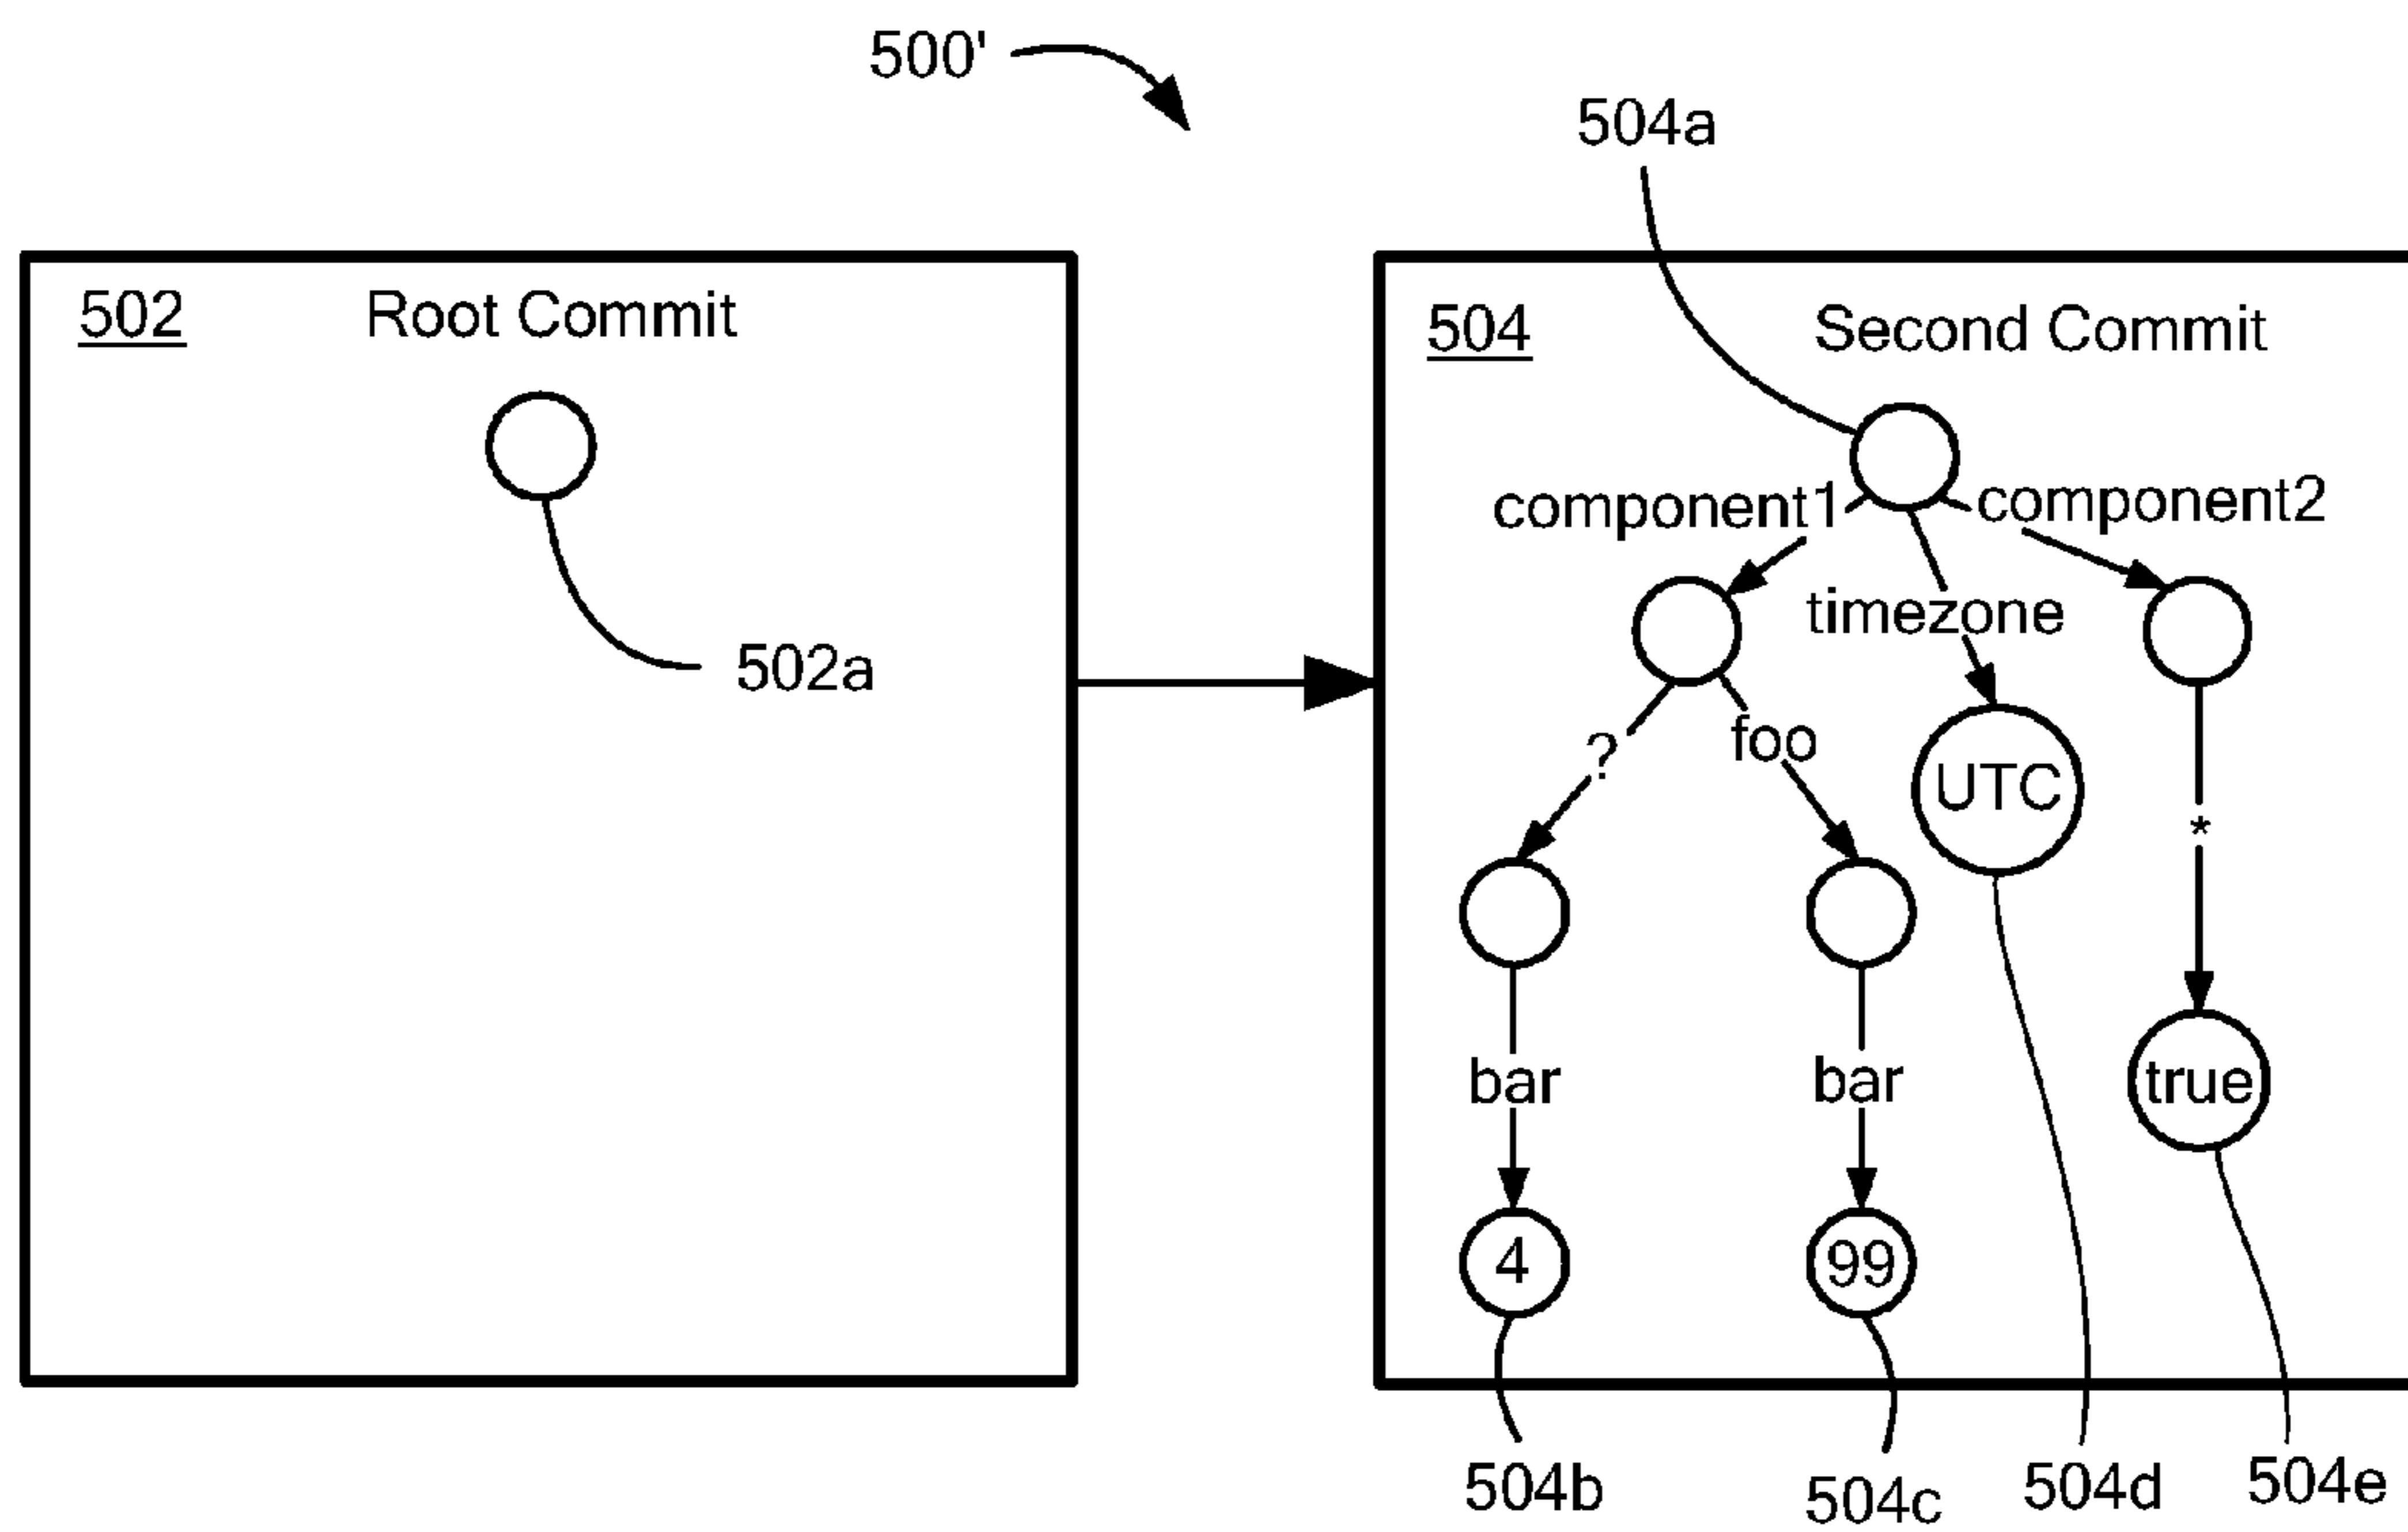 500'
504a
502 Root Commit
504 Second Commit
component1
component2
timezone
502a
?
foo
UTC
*
bar
bar
true
4
99
504b
504c
504d
504e